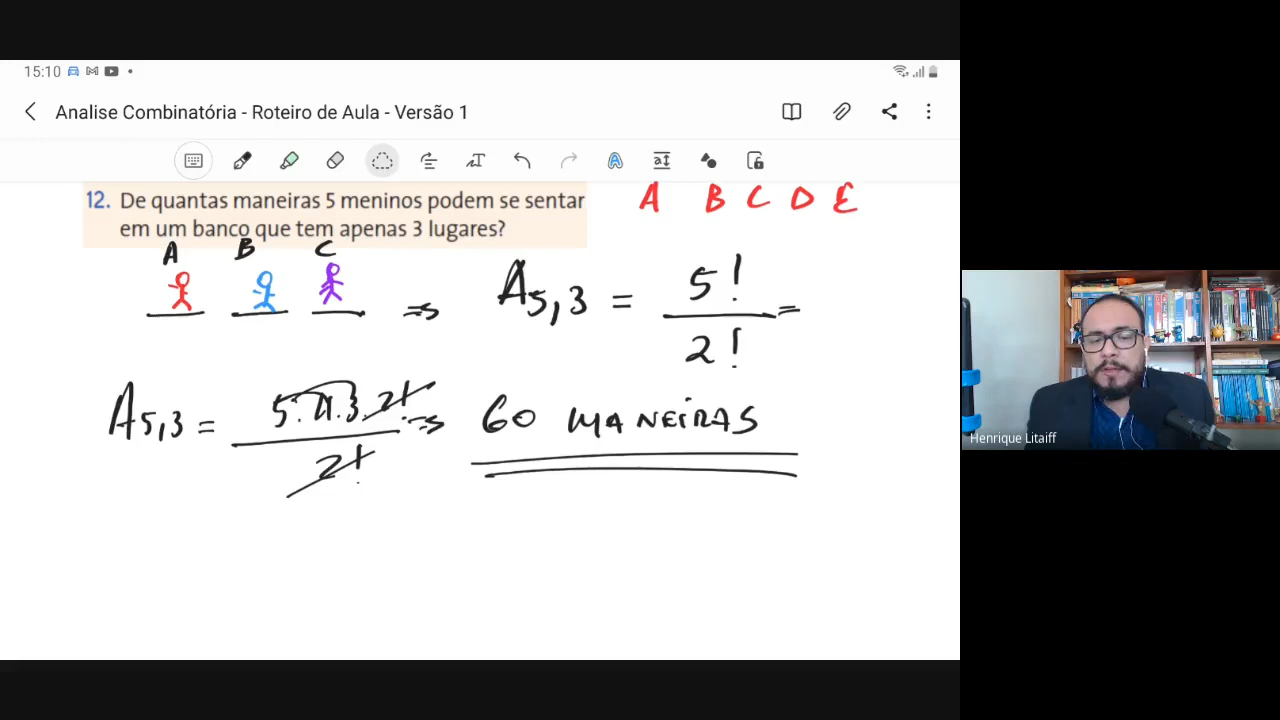 15:10
Analise Combinatória - Roteiro de Aula - Versão 1
12. De quantas maneiras 5 meninos podem se sentar
em um banco que tem apenas 3 lugares?
A B C D E
A B C
⇒ A5,3 = 5! / 2! =
A5,3 = 5.4.3.2! / 2! ⇒ 60 MANEIRAS
Henrique Litaiff